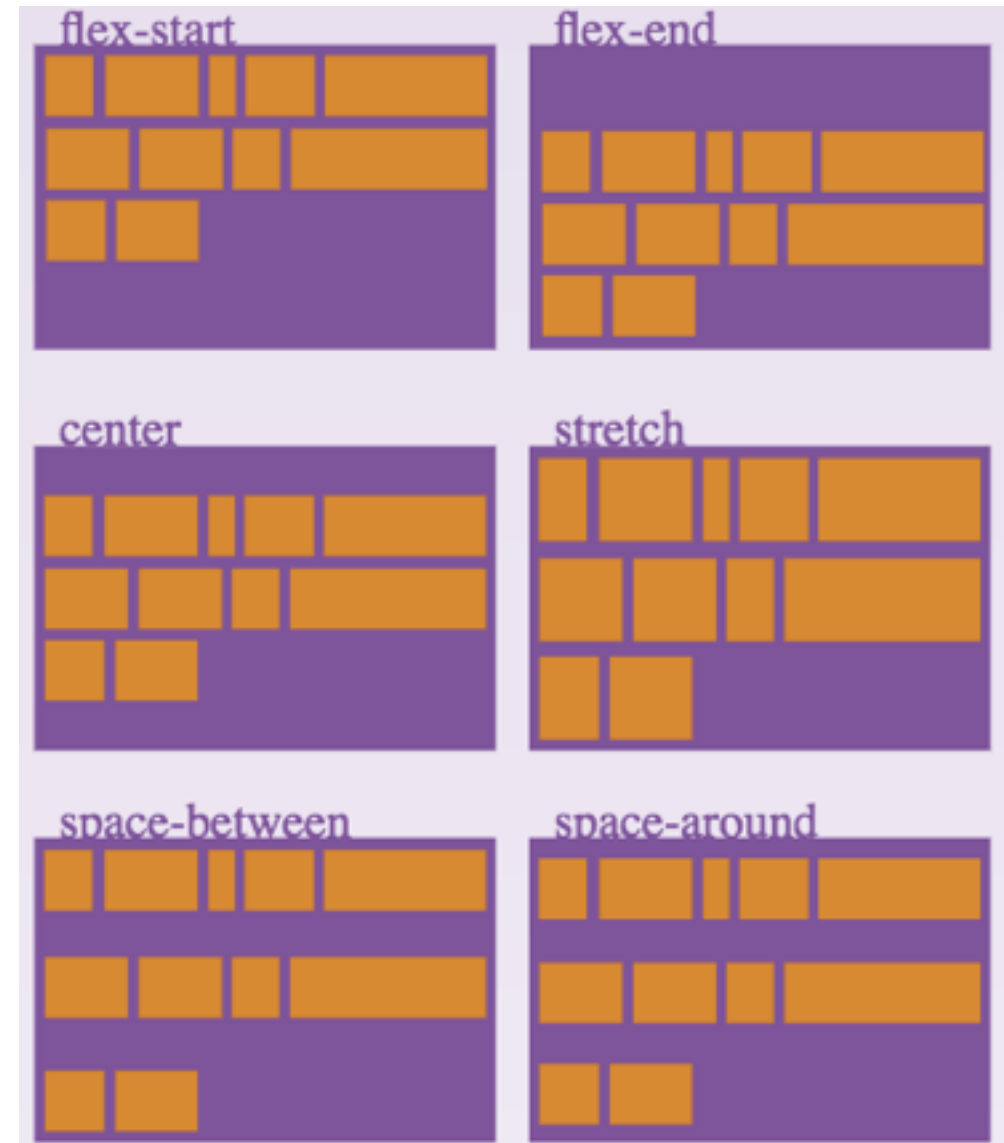 flex-start
flex-end
center
stretch
space-between
space-around